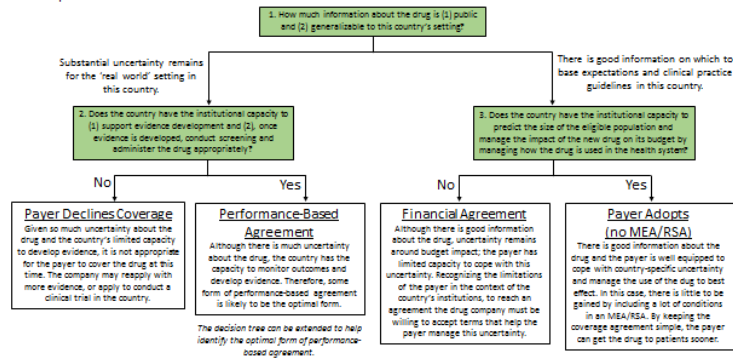 1. How much information about the drug is (1) public
and (2) generalizable to this country's setting?
Substantial uncertainty remains
for the 'real world' setting in
this country.
There is good information on which to
base expectations and clinical practice
guidelines in this country.
2. Does the country have the institutional capacity to
(1) support evidence development and (2), once
evidence is developed, conduct screening and
administer the drug appropriately?
3. Does the country have the institutional capacity to
predict the size of the eligible population and
manage the impact of the new drug on its budget by
managing how the drug is used in the health system?
No
Yes
No
Yes
Payer Declines Coverage
Given so much uncertainty about the
drug and the country's limited capacity
to develop evidence, it is not appropriate
for the payer to cover the drug at this
time. The company may reapply with
more evidence, or apply to conduct a
clinical trial in the country.
Performance-Based
Agreement
Although there is much uncertainty
about the drug, the country has the
capacity to monitor outcomes and
develop evidence. Therefore, some
form of performance-based agreement
is likely to be the optimal form.
The decision tree can be extended to help
identify the optimal form of performance-
based agreement.
Financial Agreement
Although there is good information
about the drug, uncertainty remains
around budget impact; the payer has
limited capacity to cope with this
uncertainty. Recognizing the limitations
of the payer in the context of the
country's institutions, to reach an
agreement the drug company must be
willing to accept terms that help the
payer manage this uncertainty.
Payer Adopts
(no MEA/RSA)
There is good information about the
drug and the payer is well equipped to
cope with country-specific uncertainty
and manage the use of the dug to best
effect. In this case, there is little to be
gained by including a lot of conditions
in an MEA/RSA. By keeping the
coverage agreement simple, the payer
can get the drug to patients sooner.